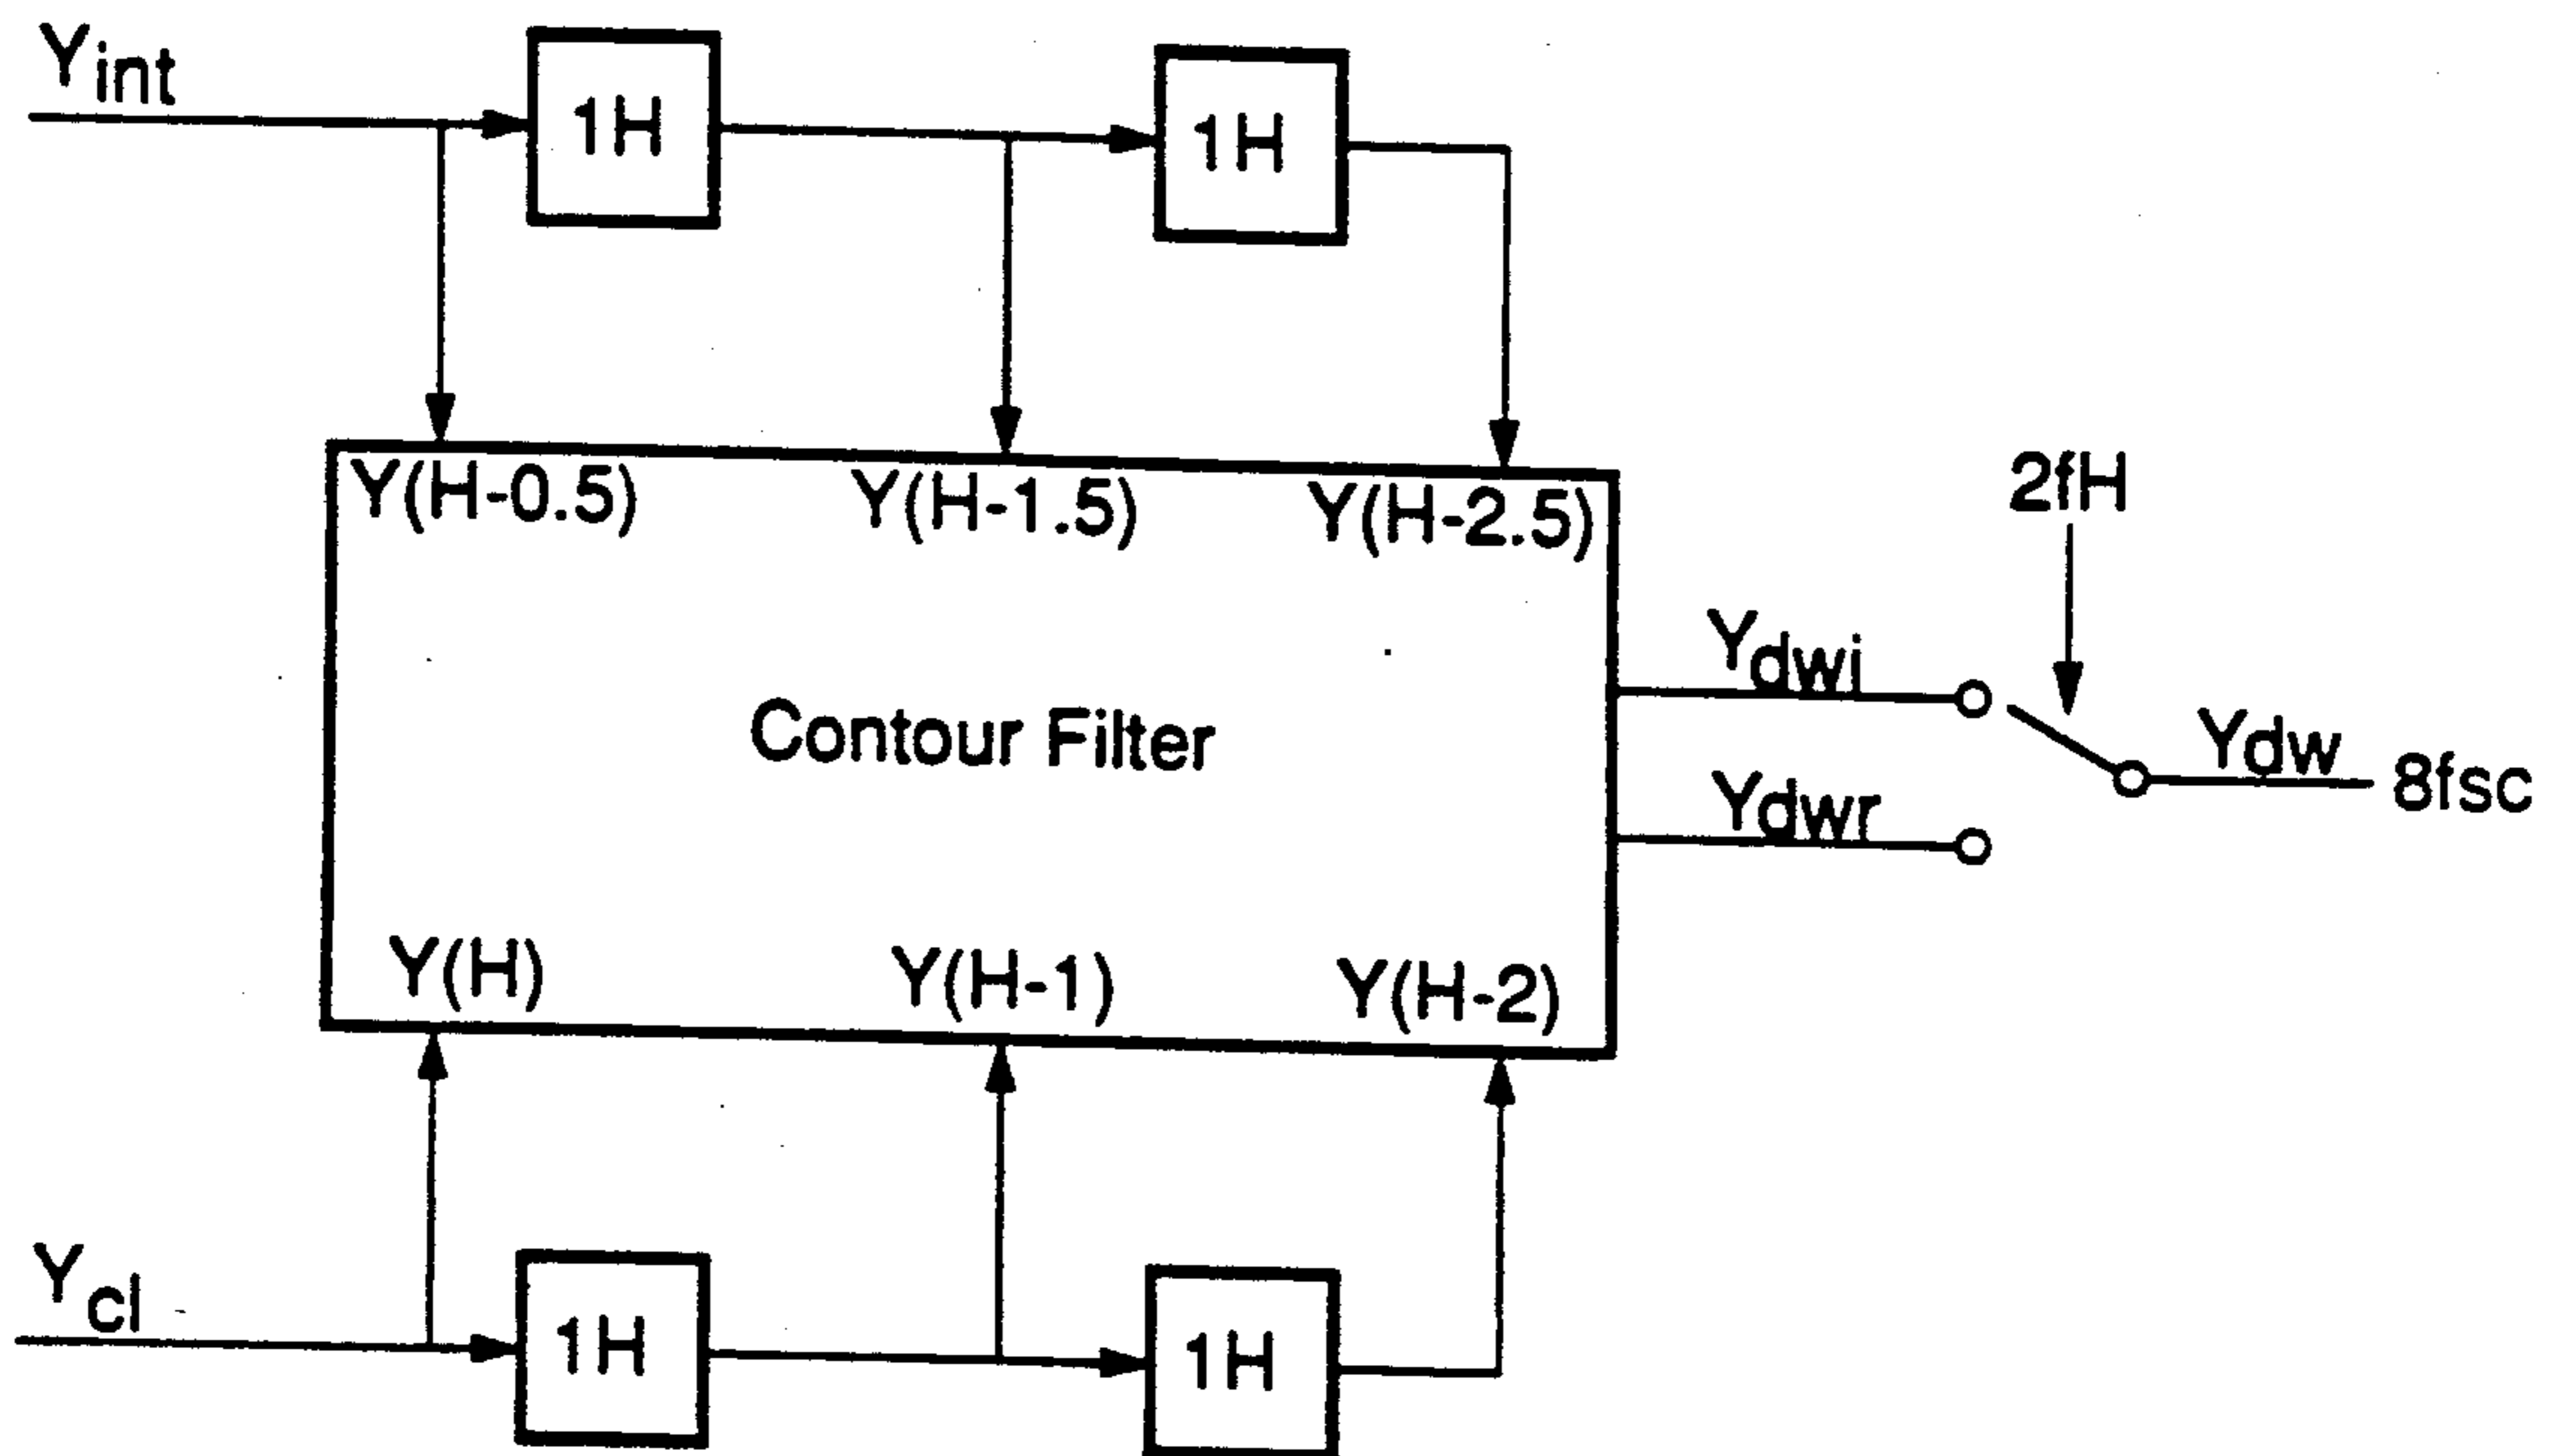 Yint
1H
1H
Y(H-0.5)
Y(H-1.5)
Y(H-2.5)
2fH
Ydwi
Contour Filter
Ydw
8fsc
Ydwr
Y(H)
Y(H-1)
Y(H-2)
Ycl
1H
1H